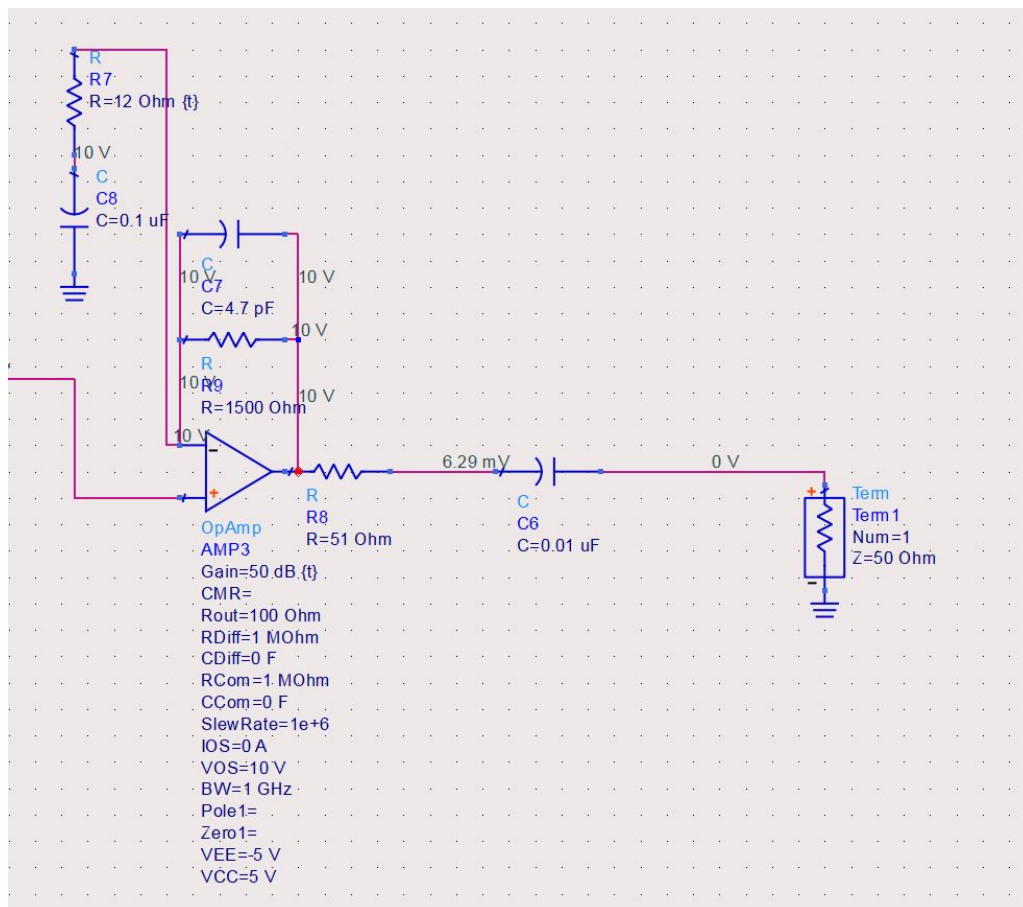 R
R7
R=12 Ohm {t}
10 V
C
C8
C=0.1 uF
10 V
10 V
C
C7
C=4.7 pF
10 V
R
10 V
R9
R=1500 Ohm
10 V
10 V
-
+
OpAmp
AMP3
Gain=50 dB {t}
CMR=
Rout=100 Ohm
RDiff=1 MOhm
CDiff=0 F
RCom=1 MOhm
CCom=0 F
SlewRate=1e+6
IOS=0 A
VOS=10 V
BW=1 GHz
Pole1=
Zero1=
VEE=-5 V
VCC=5 V
R
R8
R=51 Ohm
6.29 mV
C
C6
C=0.01 uF
0 V
+
-
Term
Term1
Num=1
Z=50 Ohm